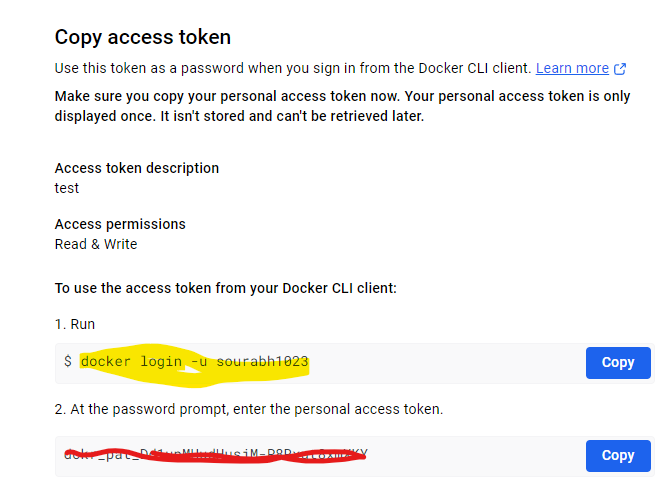 Copy access token
Use this token as a password when you sign in from the Docker CLI client. Learn more
Make sure you copy your personal access token now. Your personal access token is only
displayed once. It isn't stored and can't be retrieved later.
Access token description
test
Access permissions
Read & Write
To use the access token from your Docker CLI client:
1. Run
$ docker login -u sourabh1023
Copy
2. At the password prompt, enter the personal access token.
Copy